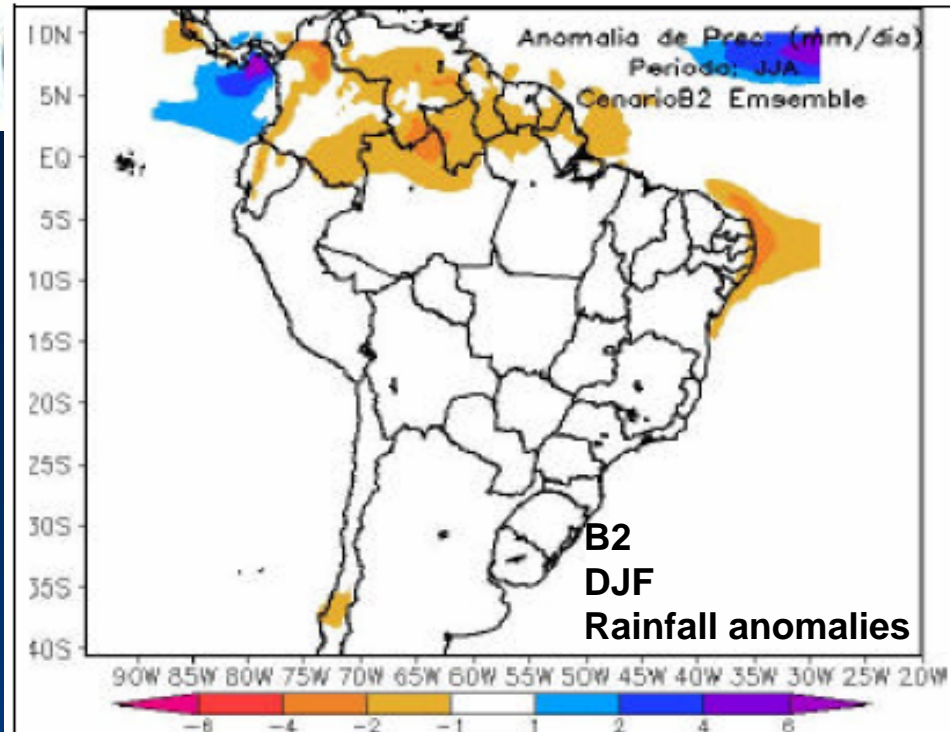 Anomalia de Prec. (mm/dia)
Periodo: JJA
CenarioB2 Emsemble
10N
5N
EQ
5S
10S
15S
20S
25S
30S
35S
40S
B2
DJF
Rainfall anomalies
90W 85W 80W 75W 70W 65W 60W 55W 50W 45W 40W 35W 30W 25W 20W
-6 -4 -2 -1 1 2 4 6